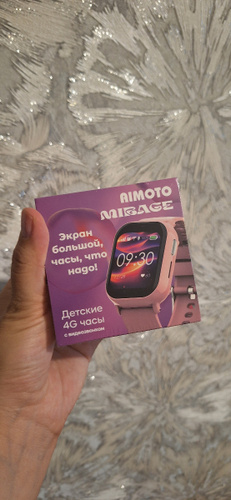 AIMOTO
MIRAGE
Экран
большой,
часы, что
надо!
09:30
Детские
4G часы
с видеозвонком